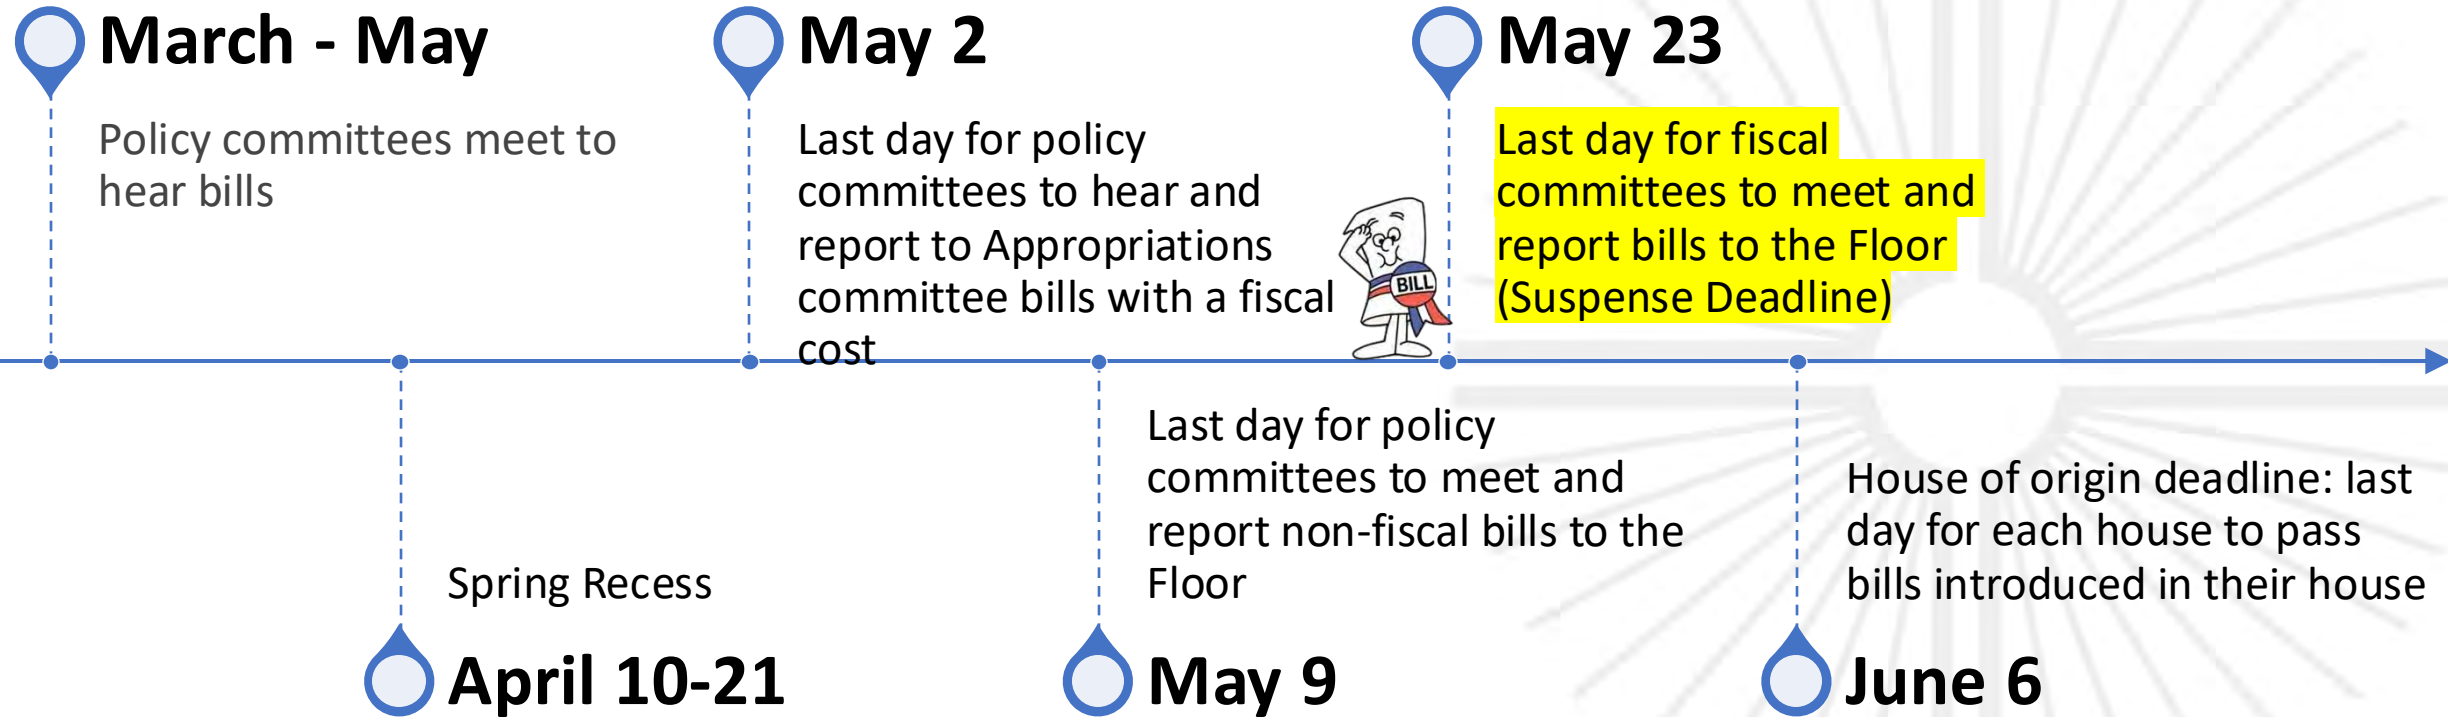 March - May
Policy committees meet to
hear bills
April 10-21
Spring Recess
May 2
Last day for policy
committees to hear and
report to Appropriations
committee bills with a fiscal
cost
May 9
Last day for policy
committees to meet and
report non-fiscal bills to the
Floor
BILL
May 23
Last day for fiscal
committees to meet and
report bills to the Floor
(Suspense Deadline)
June 6
House of origin deadline: last
day for each house to pass
bills introduced in their house